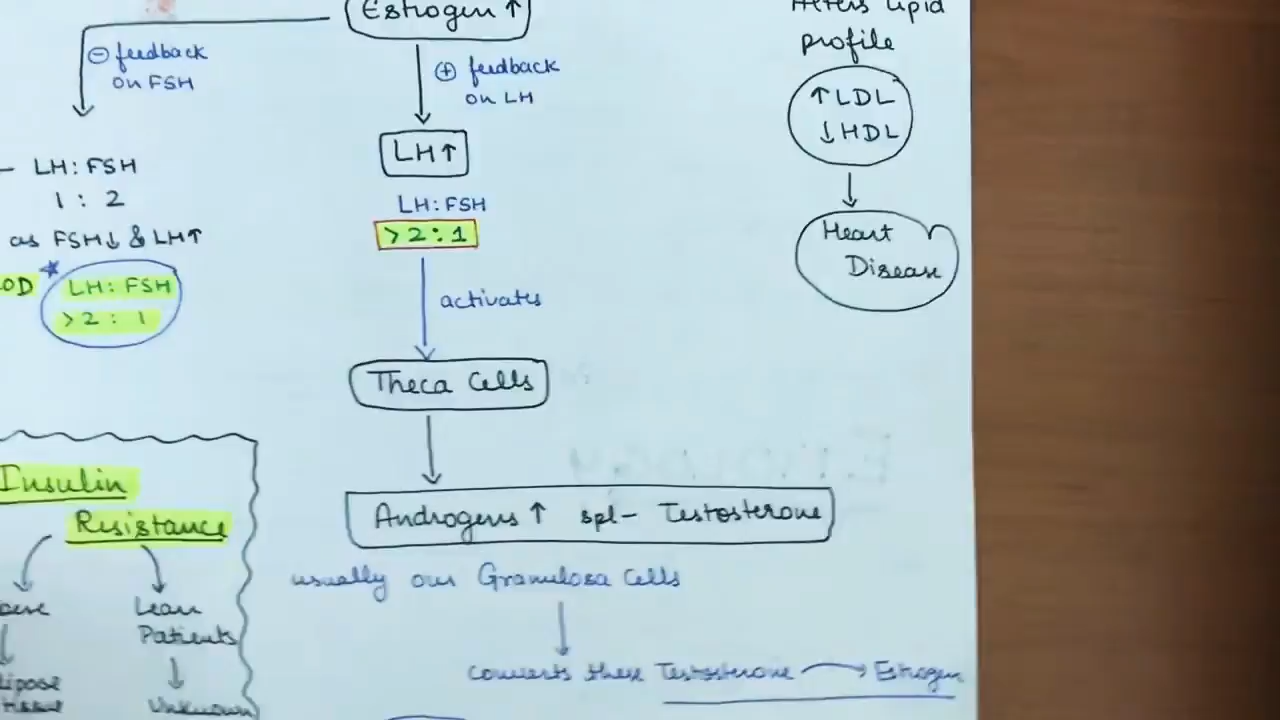 Estrogen ↑
⊖ feedback
on FSH
⊕ feedback
on LH
LH↑
LH:FSH
>2:1
activates
Theca Cells
Androgens ↑ spl- Testosterone
usually our Granulosa Cells
converts these Testosterone → Estrogen
- LH:FSH
1 : 2
as FSH↓ & LH↑
LH: FSH
>2 : 1
Insulin
Resistance
Lean
Patients
↓
Unknown
lipid
profile
↑LDL
↓HDL
↓
Heart
Disease